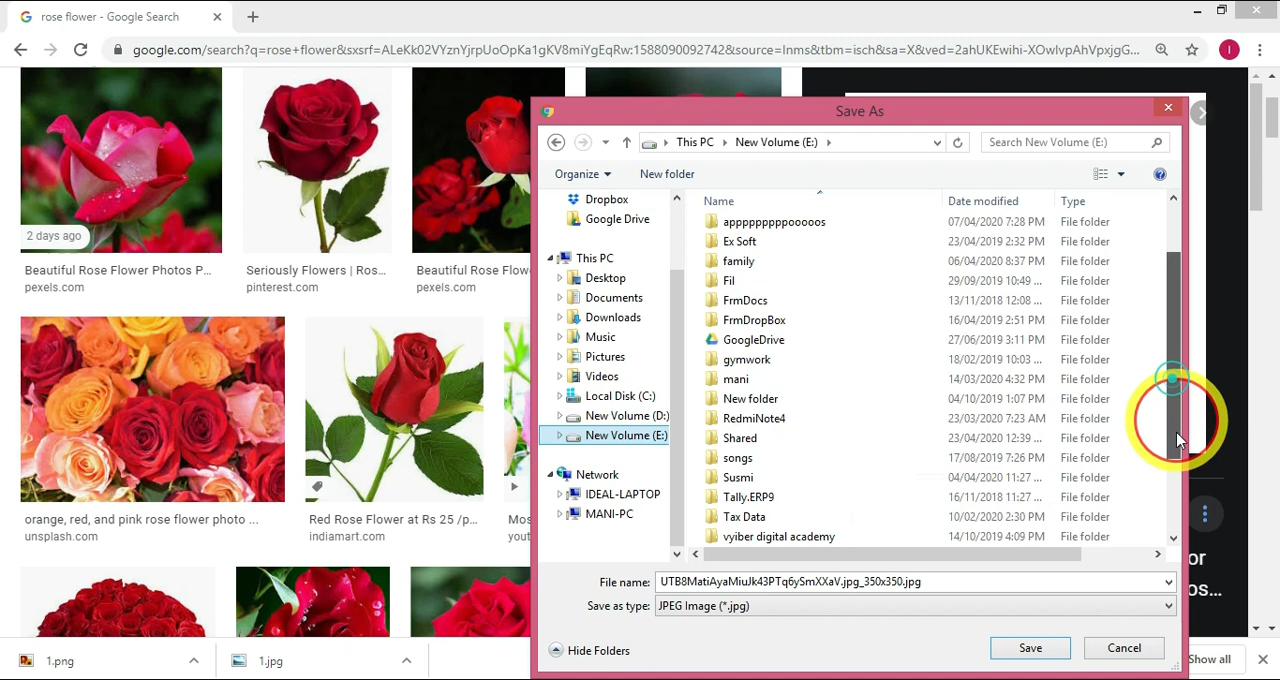 rose flower - Google Search
google.com/search?q=rose+flower&sxsrf=ALeKk02VYznYjrpUoOpKa1gKV8miYgEqRw:1588090092742&source=lnms&tbm=isch&sa=X&ved=2ahUKEwihi-XOwlvpAhVpxjgG...
I
2 days ago
Beautiful Rose Flower Photos P...
pexels.com
Seriously Flowers | Ros...
pinterest.com
Beautiful Rose Flow
pexels.com
orange, red, and pink rose flower photo ...
unsplash.com
Red Rose Flower at Rs 25 /p...
indiamart.com
Mos
yout
or
os...
Save As
This PC
New Volume (E:)
Search New Volume (E:)
Organize
New folder
Dropbox
Google Drive
This PC
Desktop
Documents
Downloads
Music
Pictures
Videos
Local Disk (C:)
New Volume (D:)
New Volume (E:)
Network
IDEAL-LAPTOP
MANI-PC
Name Date modified Type
apppppppppooooos 07/04/2020 7:28 PM File folder
Ex Soft 23/04/2019 2:32 PM File folder
family 06/04/2020 8:37 PM File folder
Fil 29/09/2019 10:49 ... File folder
FrmDocs 13/11/2018 12:08 ... File folder
FrmDropBox 16/04/2019 2:51 PM File folder
GoogleDrive 27/06/2019 3:11 PM File folder
gymwork 18/02/2019 10:03 ... File folder
mani 14/03/2020 4:32 PM File folder
New folder 04/10/2019 1:07 PM File folder
RedmiNote4 23/03/2020 7:23 AM File folder
Shared 23/04/2020 12:39 ... File folder
songs 17/08/2019 7:26 PM File folder
Susmi 04/04/2020 11:27 ... File folder
Tally.ERP9 16/11/2018 11:27 ... File folder
Tax Data 10/02/2020 2:30 PM File folder
vyiber digital academy 14/10/2019 4:09 PM File folder
File name: UTB8MatiAyaMiuJk43PTq6ySmXXaV.jpg_350x350.jpg
Save as type: JPEG Image (*.jpg)
Hide Folders
Save
Cancel
1.png
1.jpg
Show all